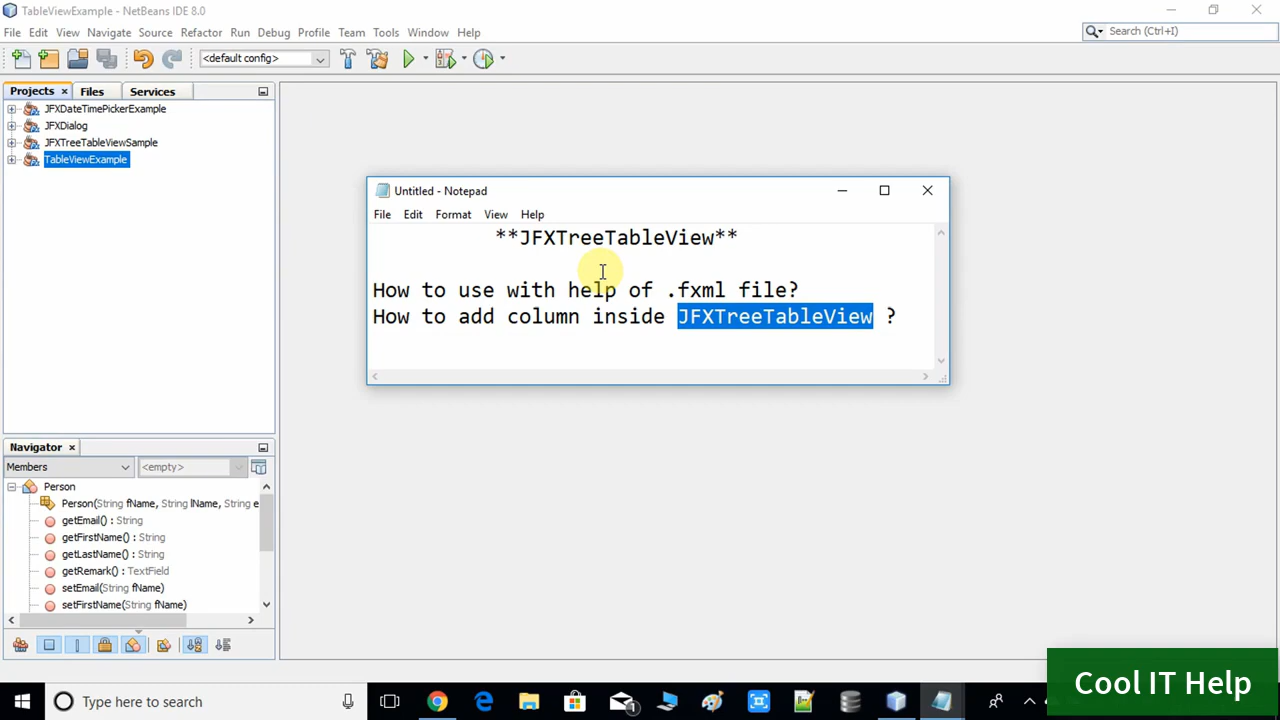 TableViewExample - NetBeans IDE 8.0
File Edit View Navigate Source Refactor Run Debug Profile Team Tools Window Help
Search (Ctrl+I)
<default config>
Projects Files Services
JFXDateTimePickerExample
JFXDialog
JFXTreeTableViewSample
TableViewExample
Untitled - Notepad
File Edit Format View Help
**JFXTreeTableView**
How to use with help of .fxml file?
How to add column inside JFXTreeTableView ?
Navigator
Members <empty>
Person
Person(String fName, String lName, String e
getEmail() : String
getFirstName() : String
getLastName() : String
getRemark() : TextField
setEmail(String fName)
setFirstName(String fName)
Cool IT Help
Type here to search
1